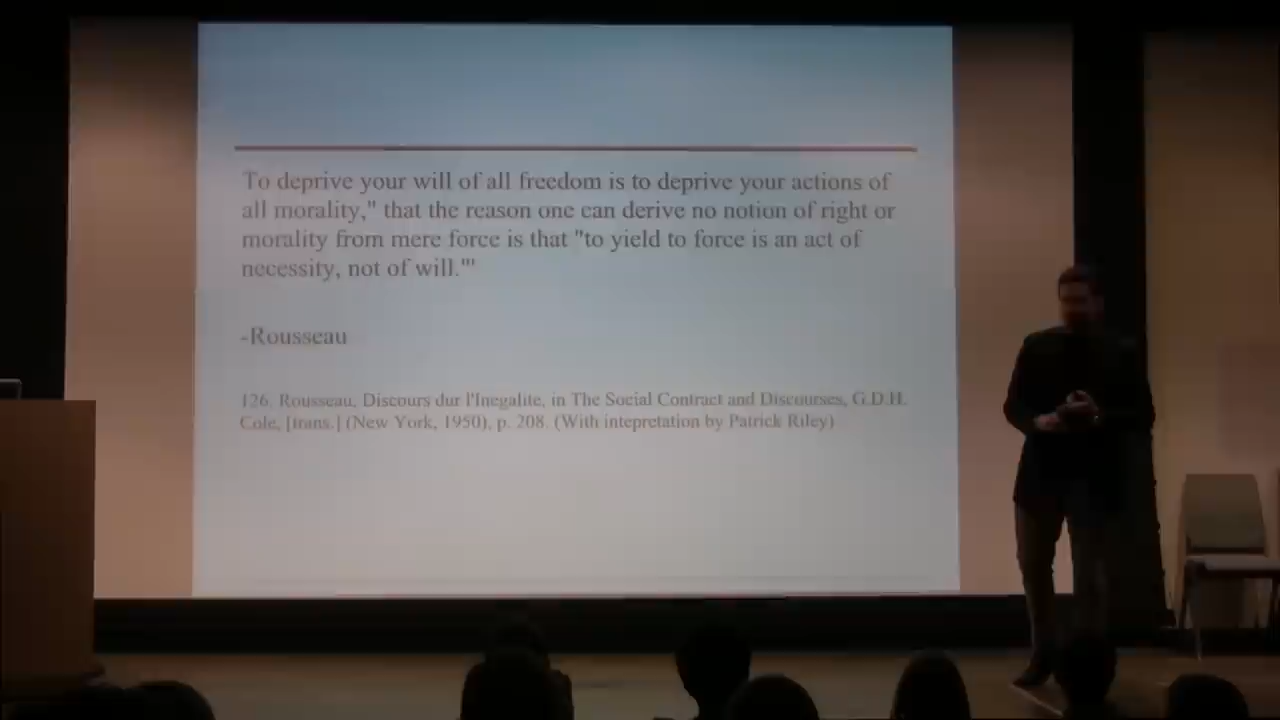 To deprive your will of all freedom is to deprive your actions of
all morality," that the reason one can derive no notion of right or
morality from mere force is that "to yield to force is an act of
necessity, not of will."'
-Rousseau
126. Rousseau, Discours dur l'Inegalite, in The Social Contract and Discourses, G.D.H.
Cole, [trans.] (New York, 1950), p. 208. (With intepretation by Patrick Riley)